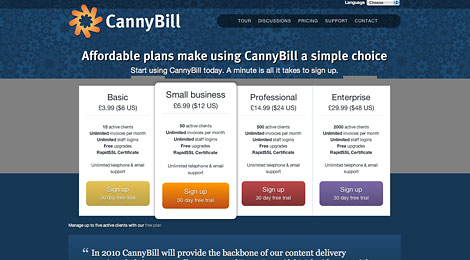 Language Choose
CannyBill
TOUR DISCUSSIONS PRICING SUPPORT CONTACT
Affordable plans make using CannyBill a simple choice
Start using CannyBill today. A minute is all it takes to sign up.
Basic
£3.99 ($6 US)
15 active clients
Unlimited invoices per month
Unlimited staff logins
Free upgrades
RapidSSL Certificate
Unlimited telephone & email
support
Sign up
30 day free trial
Small business
£6.99 ($12 US)
50 active clients
Unlimited invoices per month
Unlimited staff logins
Free upgrades
RapidSSL Certificate
Unlimited telephone & email
support
Sign up
30 day free trial
Professional
£14.99 ($24 US)
500 active clients
Unlimited invoices per month
Unlimited staff logins
Free upgrades
RapidSSL Certificate
Unlimited telephone & email
support
Sign up
30 day free trial
Enterprise
£29.99 ($48 US)
2000 active clients
Unlimited invoices per month
Unlimited staff logins
Free upgrades
RapidSSL Certificate
Unlimited telephone & email
support
Sign up
30 day free trial
Manage up to five active clients with our free plan
“ In 2010 CannyBill will provide the backbone of our content delivery